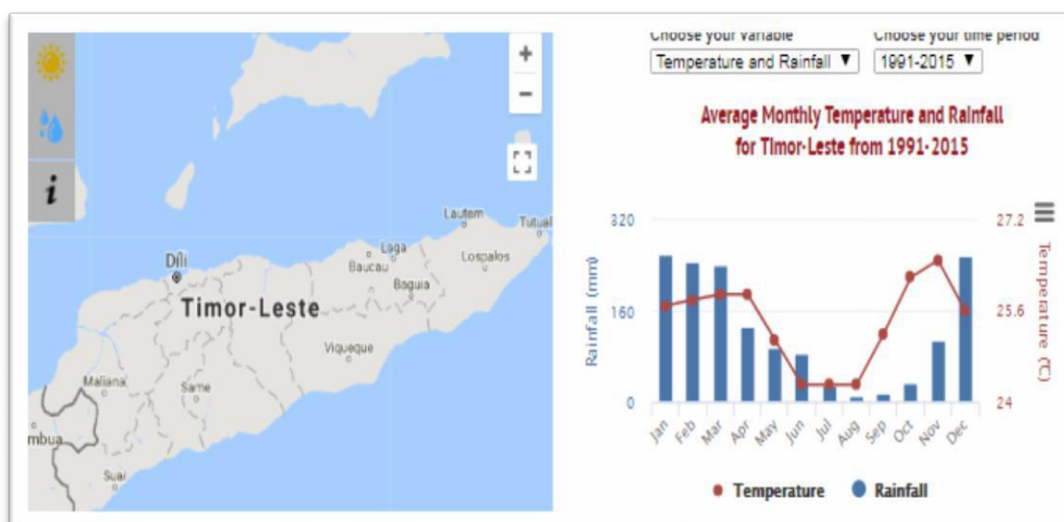 i
+
−
Lautem
Tutual
Laga
Baucau
Lospalos
Díli
Baguia
Timor-Leste
Viqueque
Maliana
Same
mbua
Suai
Choose your variable
Choose your time period
Temperature and Rainfall ▼
1991-2015 ▼
Average Monthly Temperature and Rainfall
for Timor-Leste from 1991-2015
320
27.2
Rainfall (mm)
160
25.6
Temperature (°C)
0
24
Jan
Feb
Mar
Apr
May
Jun
Jul
Aug
Sep
Oct
Nov
Dec
Temperature
Rainfall